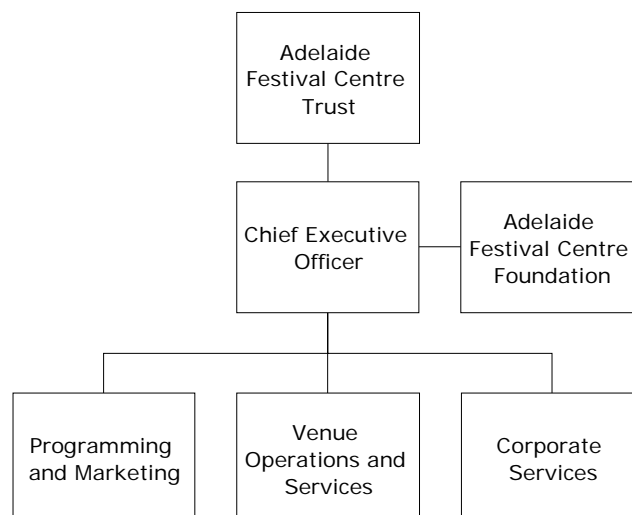 Adelaide
Festival Centre
Trust
Chief Executive
Officer
Adelaide
Festival Centre
Foundation
Programming
and Marketing
Venue
Operations and
Services
Corporate
Services